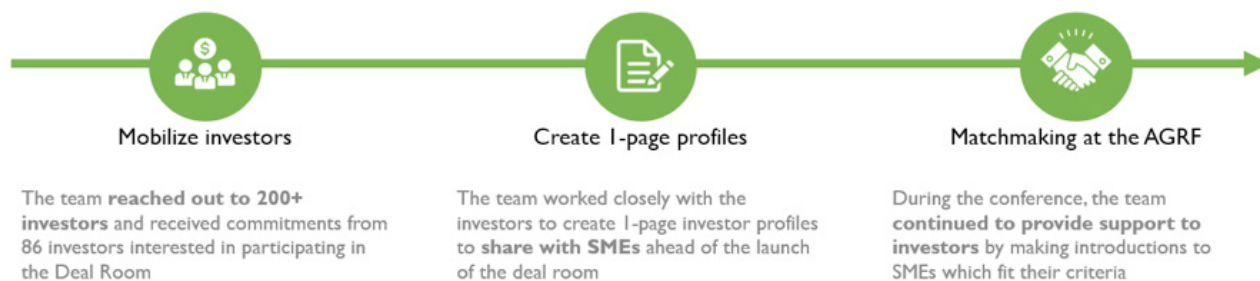 $
Mobilize investors
The team reached out to 200+
investors and received commitments from
86 investors interested in participating in
the Deal Room
Create 1-page profiles
The team worked closely with the
investors to create 1-page investor profiles
to share with SMEs ahead of the launch
of the deal room
Matchmaking at the AGRF
During the conference, the team
continued to provide support to
investors by making introductions to
SMEs which fit their criteria